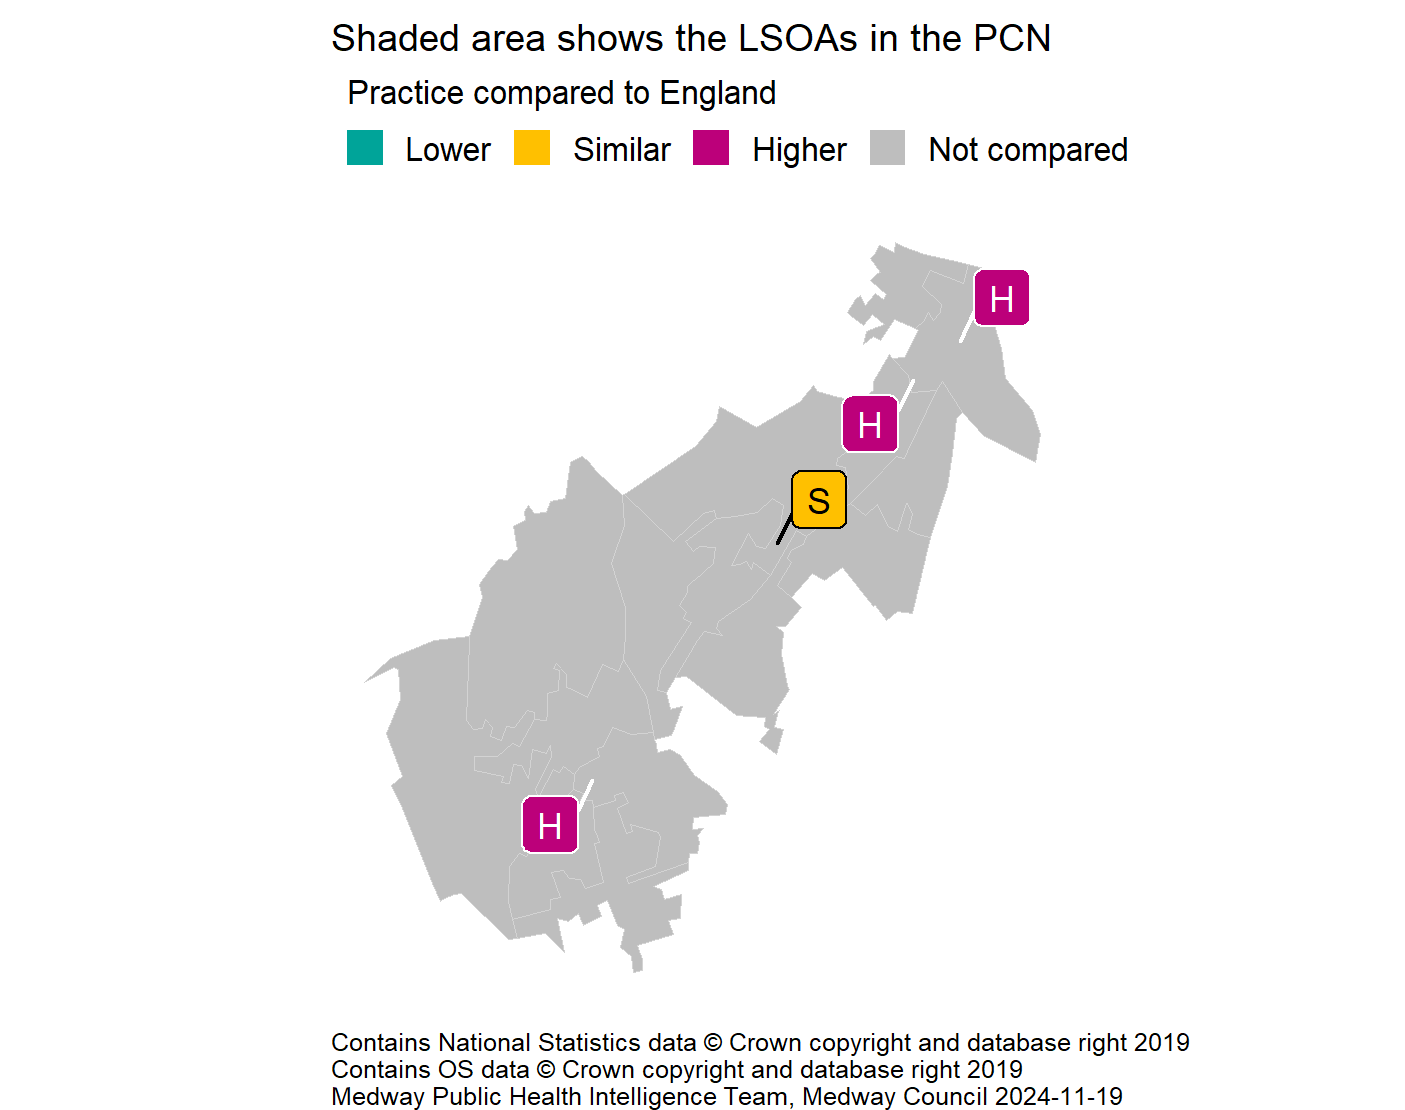 Shaded area shows the LSOAs in the PCN
Practice compared to England
Lower Similar Higher Not compared
H
H
S
H
Contains National Statistics data © Crown copyright and database right 2019
Contains OS data © Crown copyright and database right 2019
Medway Public Health Intelligence Team, Medway Council 2024-11-19